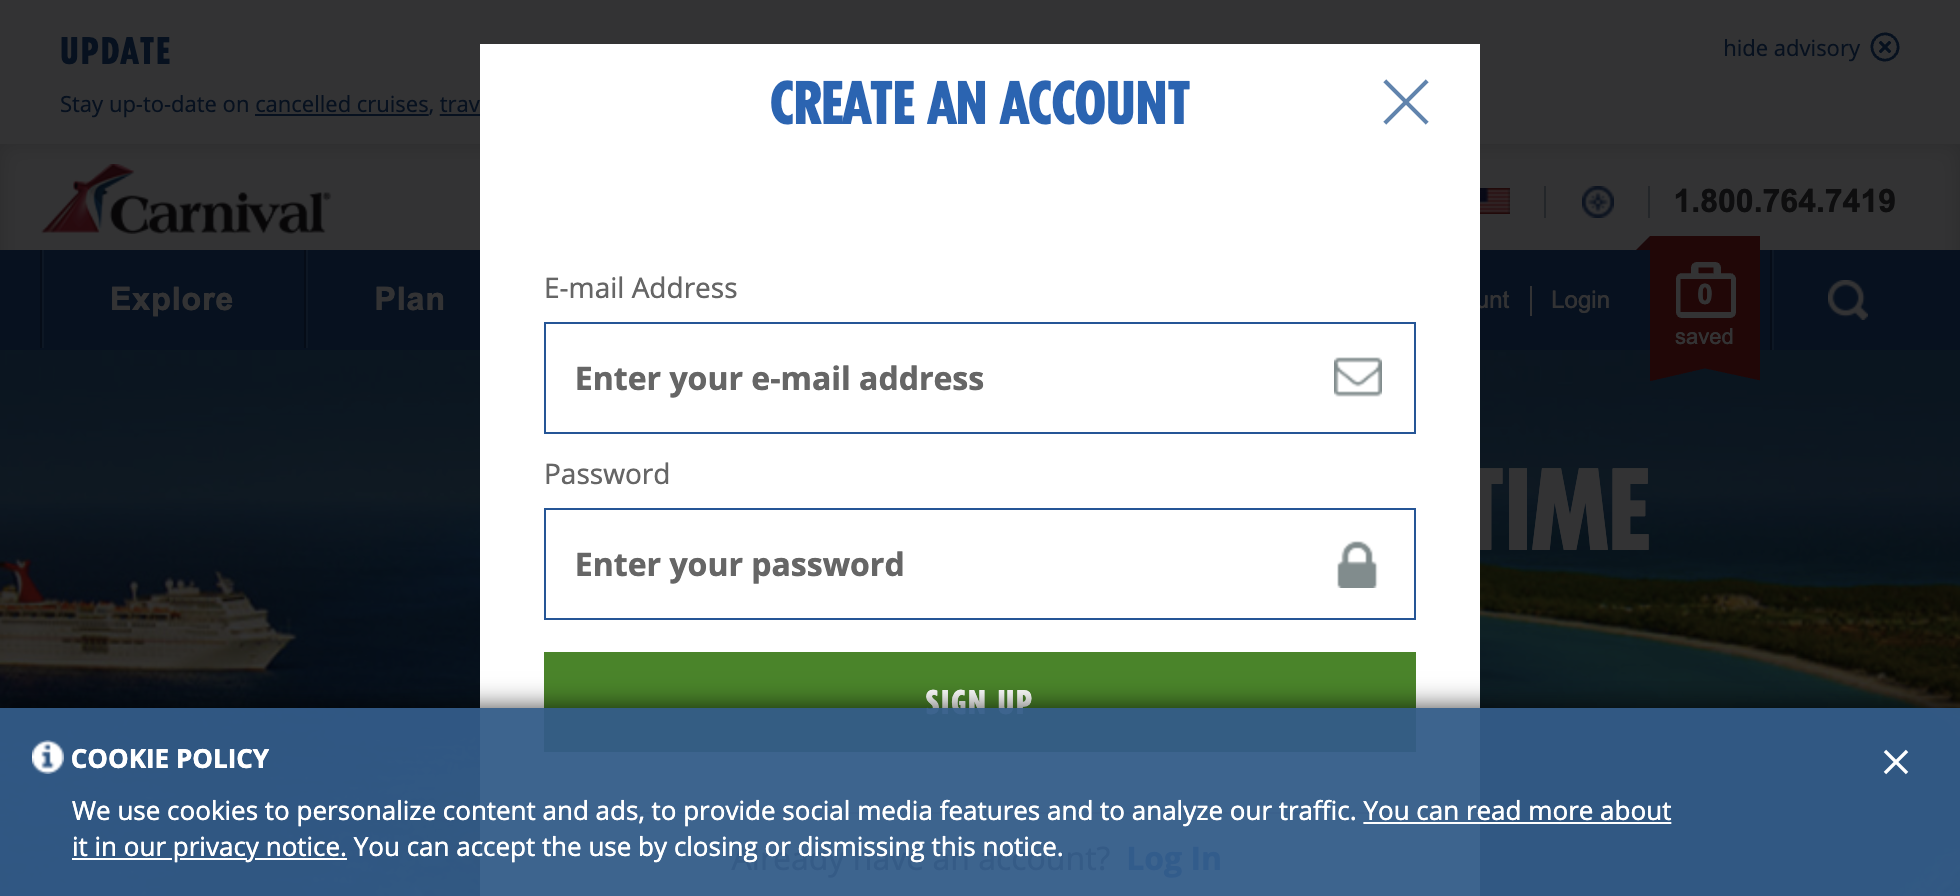 UPDATE
hide advisory
Stay up-to-date on cancelled cruises, trav
CREATE AN ACCOUNT
Carnival®
1.800.764.7419
Explore
Plan
unt | Login
0
saved
E-mail Address
Enter your e-mail address
Password
Enter your password
TIME
SIGN UP
COOKIE POLICY
We use cookies to personalize content and ads, to provide social media features and to analyze our traffic. You can read more about
it in our privacy notice. You can accept the use by closing or dismissing this notice.
Already have an account? Log In